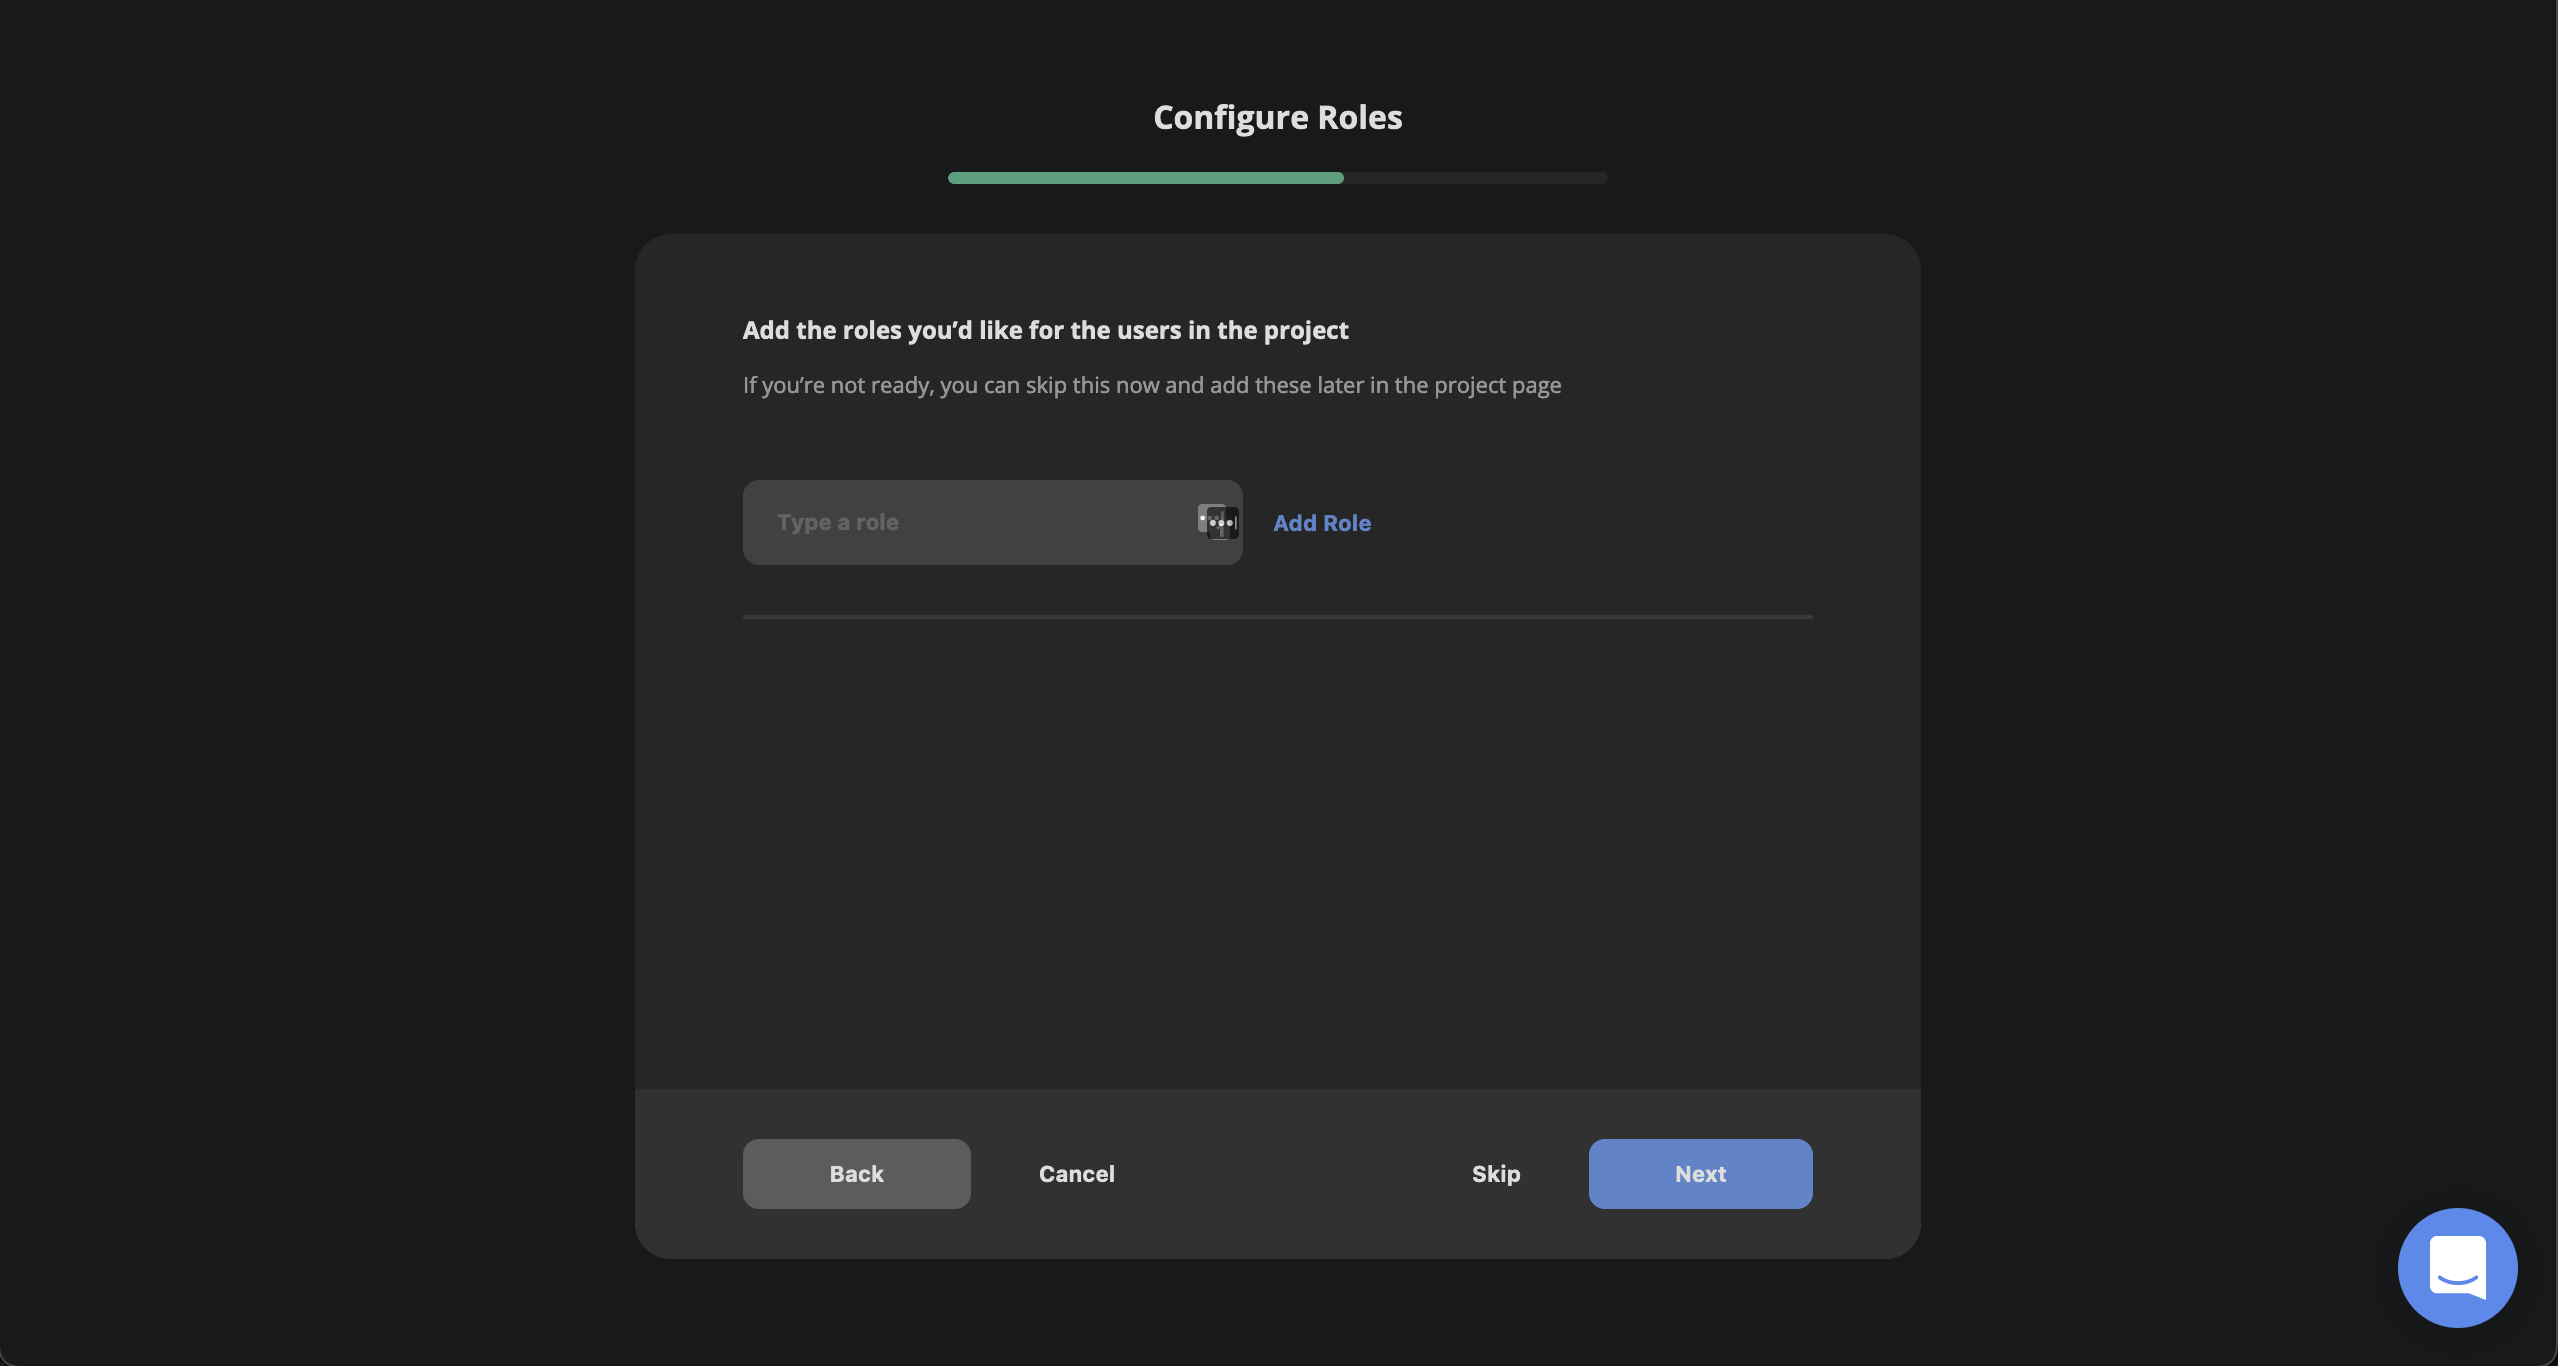 Configure Roles
Add the roles you’d like for the users in the project
If you’re not ready, you can skip this now and add these later in the project page
Type a role
Add Role
Back
Cancel
Skip
Next